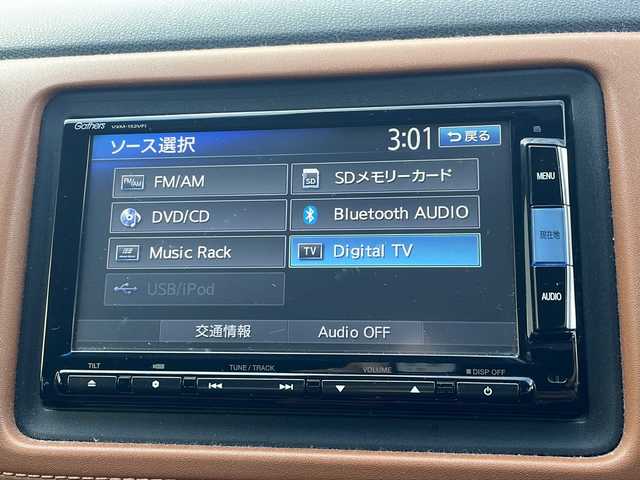 Gathers VXM-152VFi
ソース選択 3:01 戻る
FM/AM FM/AM SD SDメモリーカード
DVD/CD Bluetooth AUDIO
Music Rack TV Digital TV
USB/iPod
交通情報 Audio OFF
MENU
現在地
AUDIO
TILT TUNE / TRACK VOLUME DISP OFF